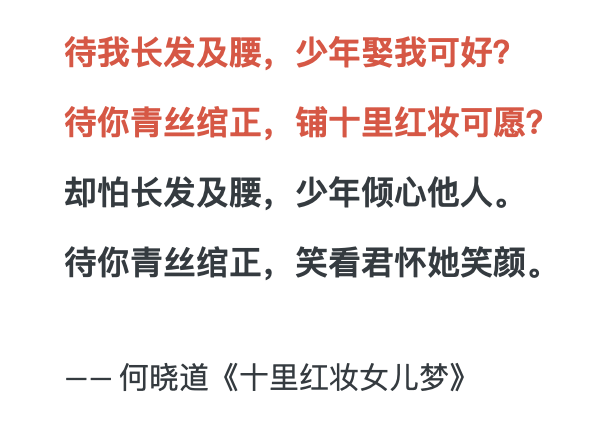 待我长发及腰，少年娶我可好？
待你青丝绾正，铺十里红妆可愿？
却怕长发及腰，少年倾心他人。
待你青丝绾正，笑看君怀她笑颜。
—— 何晓道《十里红妆女儿梦》